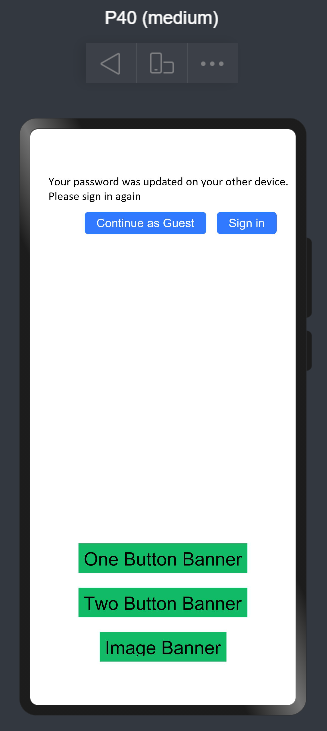 P40 (medium)
Your password was updated on your other device.
Please sign in again
Continue as Guest
Sign in
One Button Banner
Two Button Banner
Image Banner